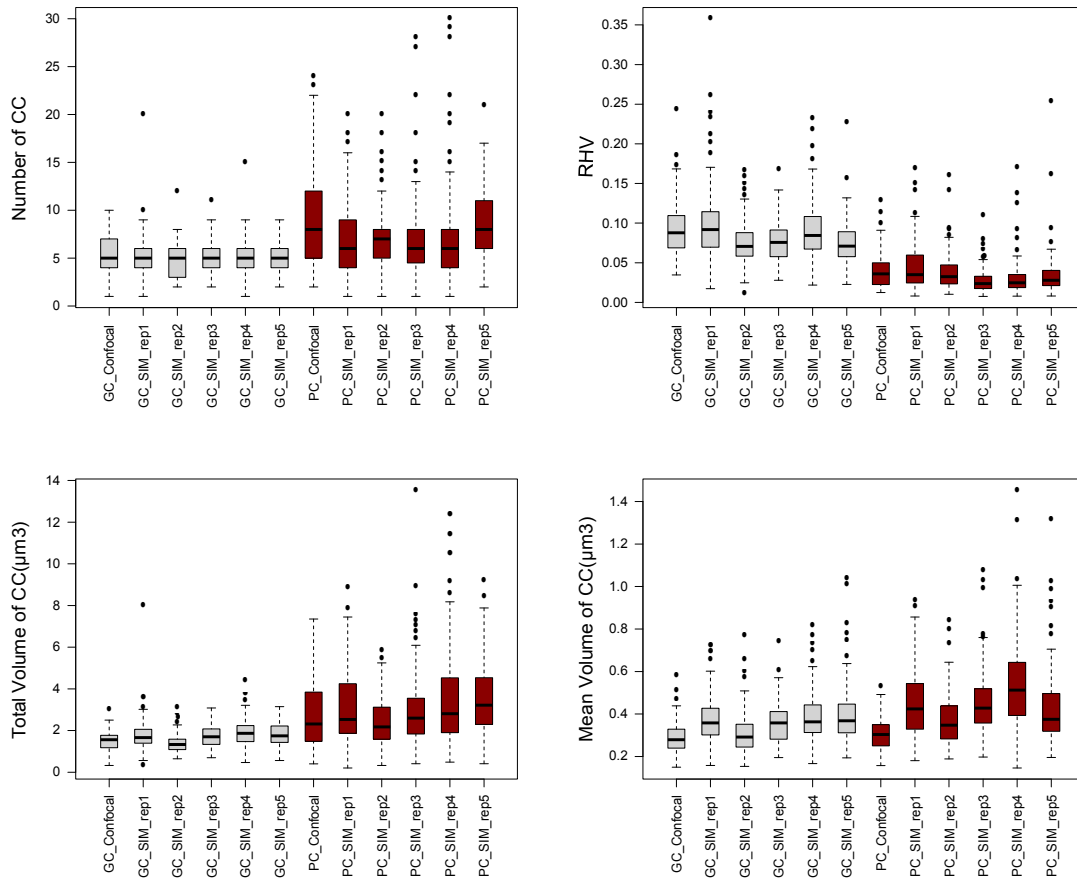 Number of CC
30
25
20
15
10
5
0
GC_Confocal
GC_SIM_rep1
GC_SIM_rep2
GC_SIM_rep3
GC_SIM_rep4
GC_SIM_rep5
PC_Confocal
PC_SIM_rep1
PC_SIM_rep2
PC_SIM_rep3
PC_SIM_rep4
PC_SIM_rep5
RHV
0.35
0.30
0.25
0.20
0.15
0.10
0.05
0.00
GC_Confocal
GC_SIM_rep1
GC_SIM_rep2
GC_SIM_rep3
GC_SIM_rep4
GC_SIM_rep5
PC_Confocal
PC_SIM_rep1
PC_SIM_rep2
PC_SIM_rep3
PC_SIM_rep4
PC_SIM_rep5
Total Volume of CC(μm3)
14
12
10
8
6
4
2
0
GC_Confocal
GC_SIM_rep1
GC_SIM_rep2
GC_SIM_rep3
GC_SIM_rep4
GC_SIM_rep5
PC_Confocal
PC_SIM_rep1
PC_SIM_rep2
PC_SIM_rep3
PC_SIM_rep4
PC_SIM_rep5
Mean Volume of CC(μm3)
1.4
1.2
1.0
0.8
0.6
0.4
0.2
GC_Confocal
GC_SIM_rep1
GC_SIM_rep2
GC_SIM_rep3
GC_SIM_rep4
GC_SIM_rep5
PC_Confocal
PC_SIM_rep1
PC_SIM_rep2
PC_SIM_rep3
PC_SIM_rep4
PC_SIM_rep5